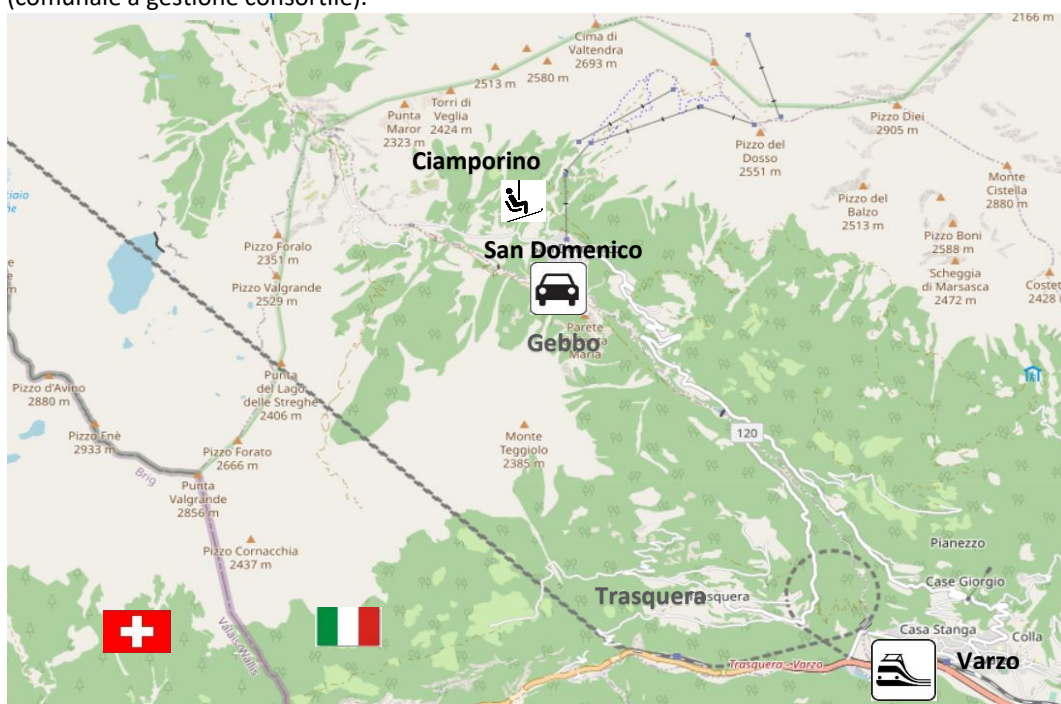 (comunale a gestione consortile).
2166 m
Cima di
Valtendra
2693 m
2513 m
2580 m
Punta
Maror
2323 m
Torri di
Veglia
2424 m
Pizzo Diei
2905 m
Pizzo del
Dosso
2551 m
Ciamporino
Monte
Cistella
2880 m
Pizzo del
Balzo
2513 m
Pizzo Boni
2588 m
Scheggia
di Marsasca
2472 m
2428
Pizzo Foralo
2351 m
Pizzo Valgrande
2529 m
San Domenico
Parete
Maria
Gebbo
Pizzo d'Avino
2880 m
Punta
del Lago
delle Streghe
2406 m
Pizzo Enè
2933 m
Pizzo Forato
2666 m
Brig
Punta
Valgrande
2856 m
Monte
Teggiolo
2385 m
120
Pizzo Cornacchia
2437 m
Pianezzo
Case Giorgio
Trasquera
Casa Stanga
Colla
Valais/Wallis
Trasquera - Varzo
Varzo